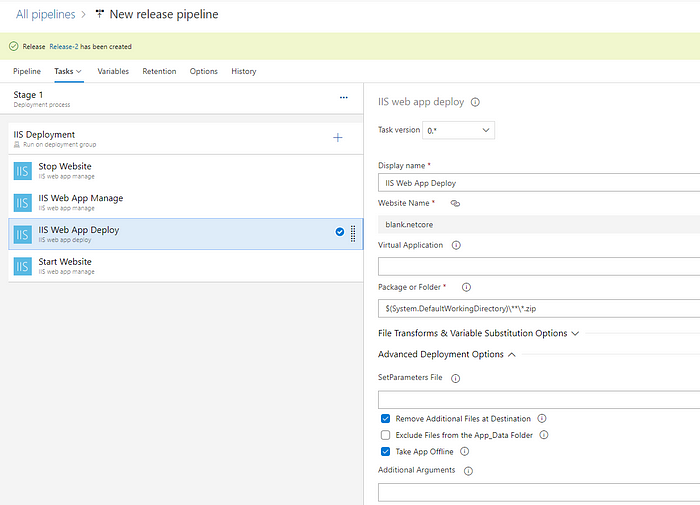 All pipelines > New release pipeline
Release Release-2 has been created
Pipeline Tasks Variables Retention Options History
Stage 1
Deployment process
IIS Deployment
Run on deployment group
IIS
Stop Website
IIS web app manage
IIS
IIS Web App Manage
IIS web app manage
IIS
IIS Web App Deploy
IIS web app deploy
IIS
Start Website
IIS web app manage
IIS web app deploy
Task version 0.*
Display name *
IIS Web App Deploy
Website Name *
blank.netcore
Virtual Application
Package or Folder *
$(System.DefaultWorkingDirectory)\**\*.zip
File Transforms & Variable Substitution Options
Advanced Deployment Options
SetParameters File
Remove Additional Files at Destination
Exclude Files from the App_Data Folder
Take App Offline
Additional Arguments